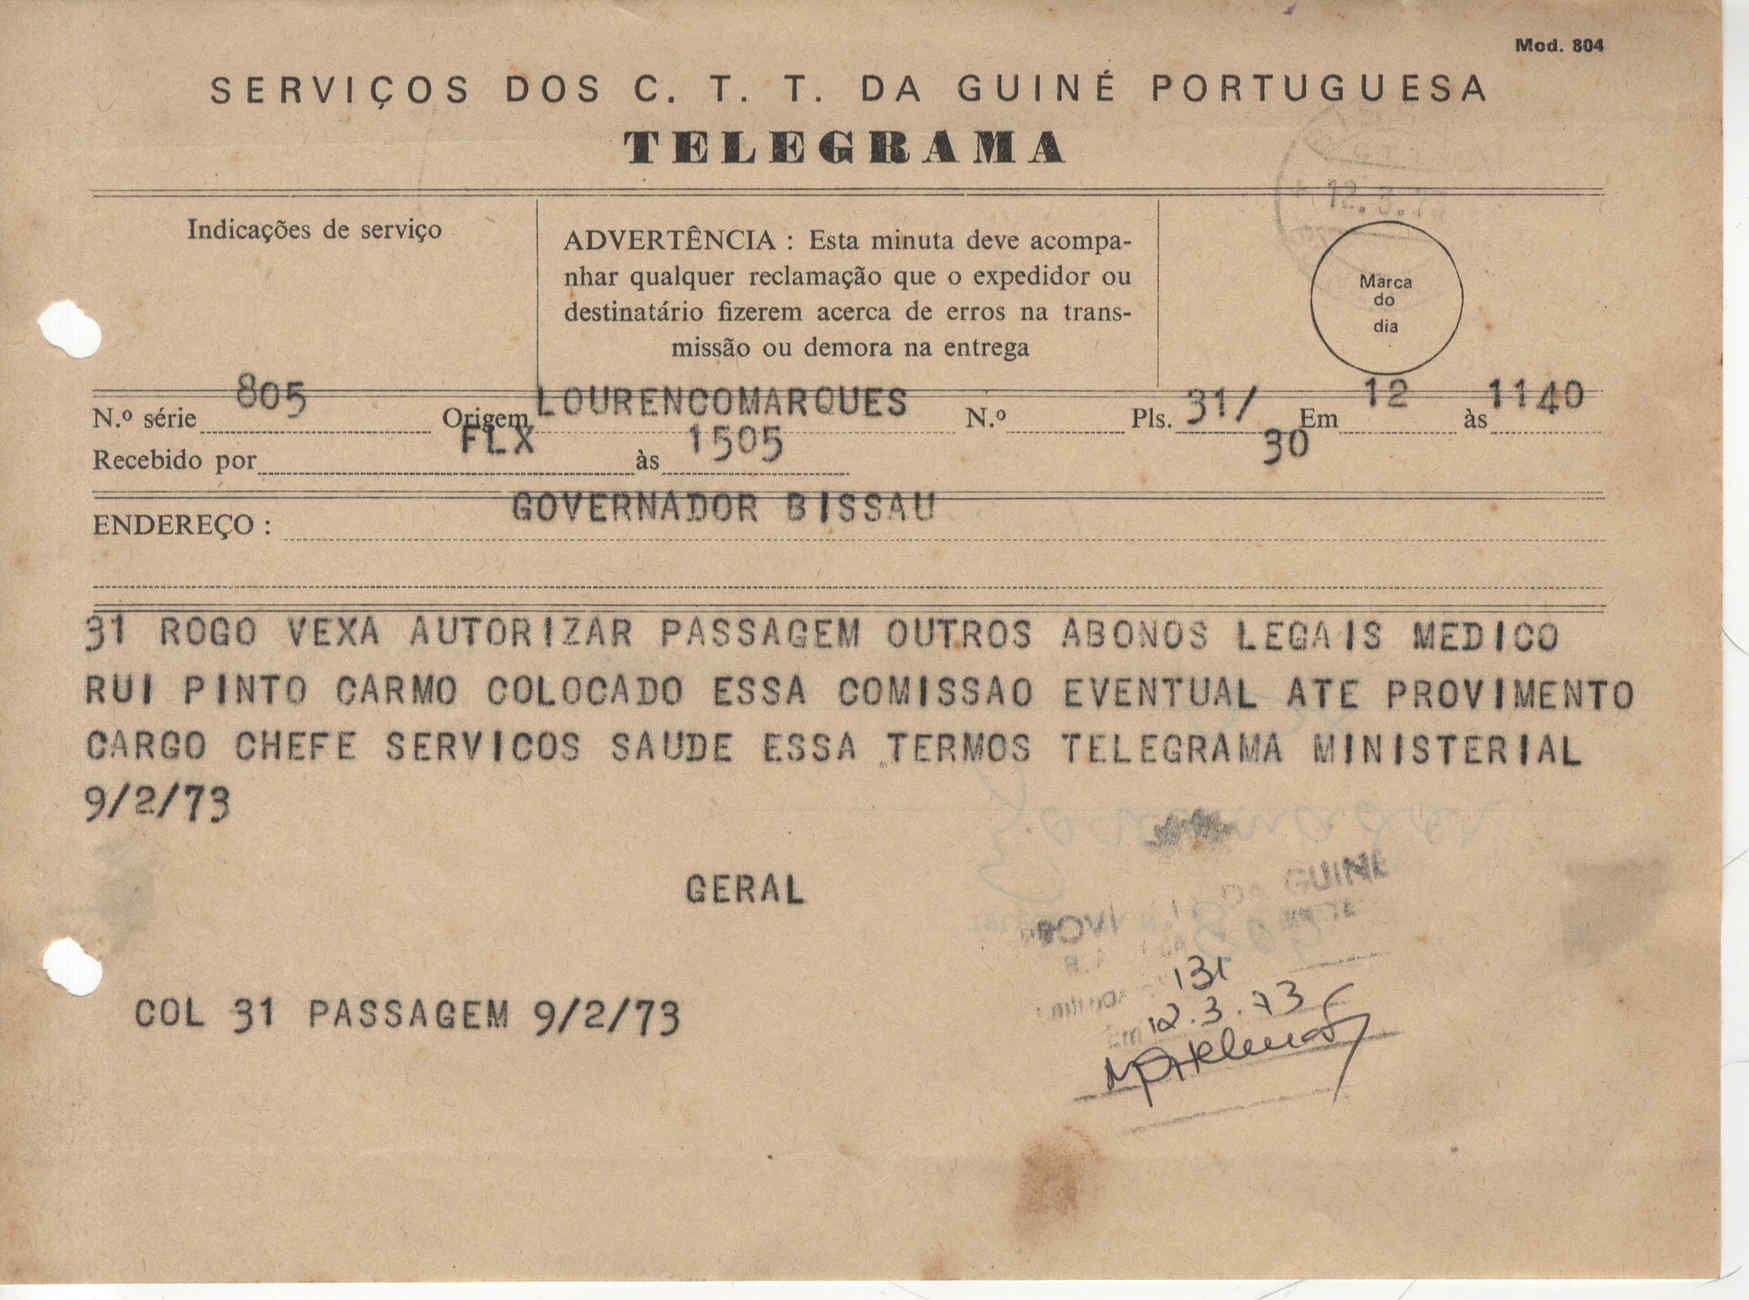 Mod. 804
SERVIÇOS DOS C. T. T. DA GUINÉ PORTUGUESA
TELEGRAMA
12.3.
Indicações de serviço
ADVERTÊNCIA : Esta minuta deve acompa-
nhar qualquer reclamação que o expedidor ou
destinatário fizerem acerca de erros na trans-
missão ou demora na entrega
Marca
do
dia
N.º série 805 Origem LOURENCOMARQUES N.º Pls. 31/ Em 12 às 1140
30
Recebido por FLX às 1505
ENDEREÇO : GOVERNADOR BISSAU
31 ROGO VEXA AUTORIZAR PASSAGEM OUTROS ABONOS LEGAIS MEDICO
RUI PINTO CARMO COLOCADO ESSA COMISSAO EVENTUAL ATE PROVIMENTO
CARGO CHEFE SERVICOS SAUDE ESSA TERMOS TELEGRAMA MINISTERIAL
9/2/73
GERAL
DA GUINÉ
131
12.3.73
COL 31 PASSAGEM 9/2/73